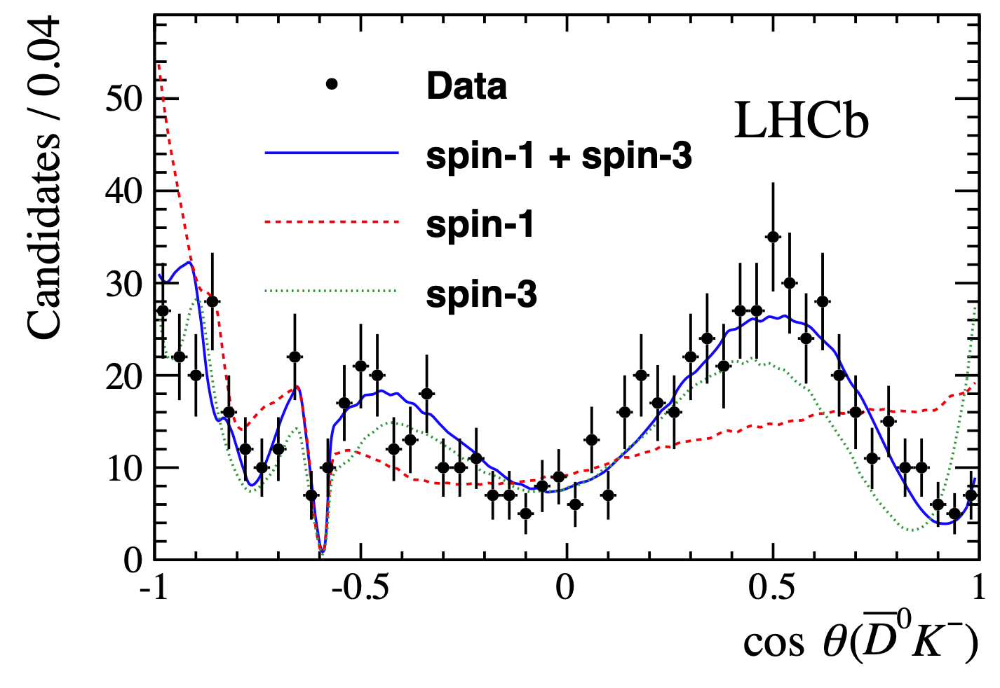 Candidates / 0.04
50
40
30
20
10
0
Data
spin-1 + spin-3
spin-1
spin-3
LHCb
-1 -0.5 0 0.5 1
cos θ(D̅⁰K⁻)